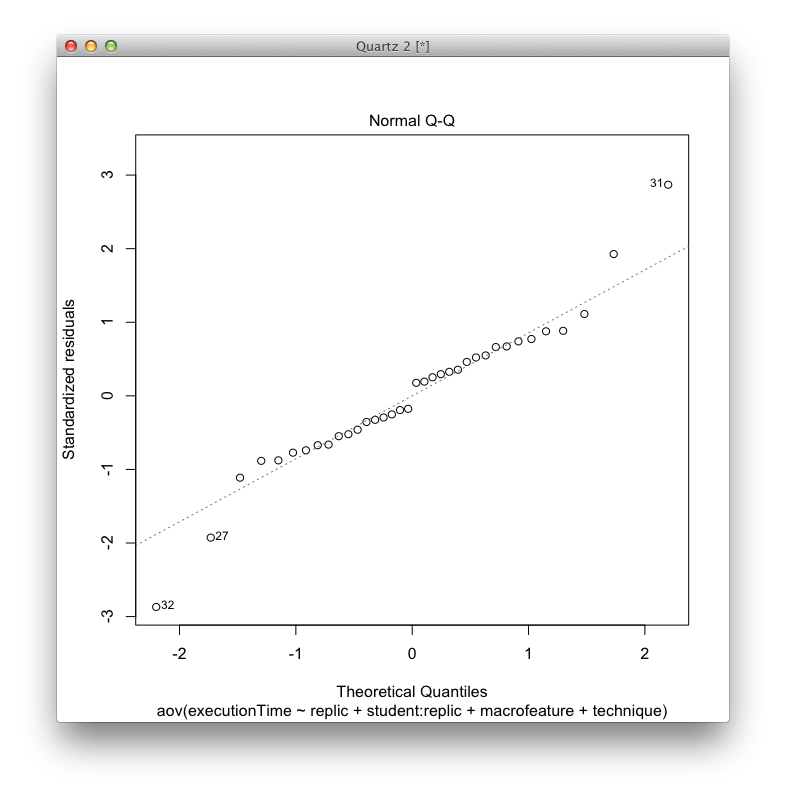 Quartz 2 [*]
Normal Q-Q
3
2
1
0
-1
-2
-3
Standardized residuals
31
27
32
-2 -1 0 1 2
Theoretical Quantiles
aov(executionTime ~ replic + student:replic + macrofeature + technique)